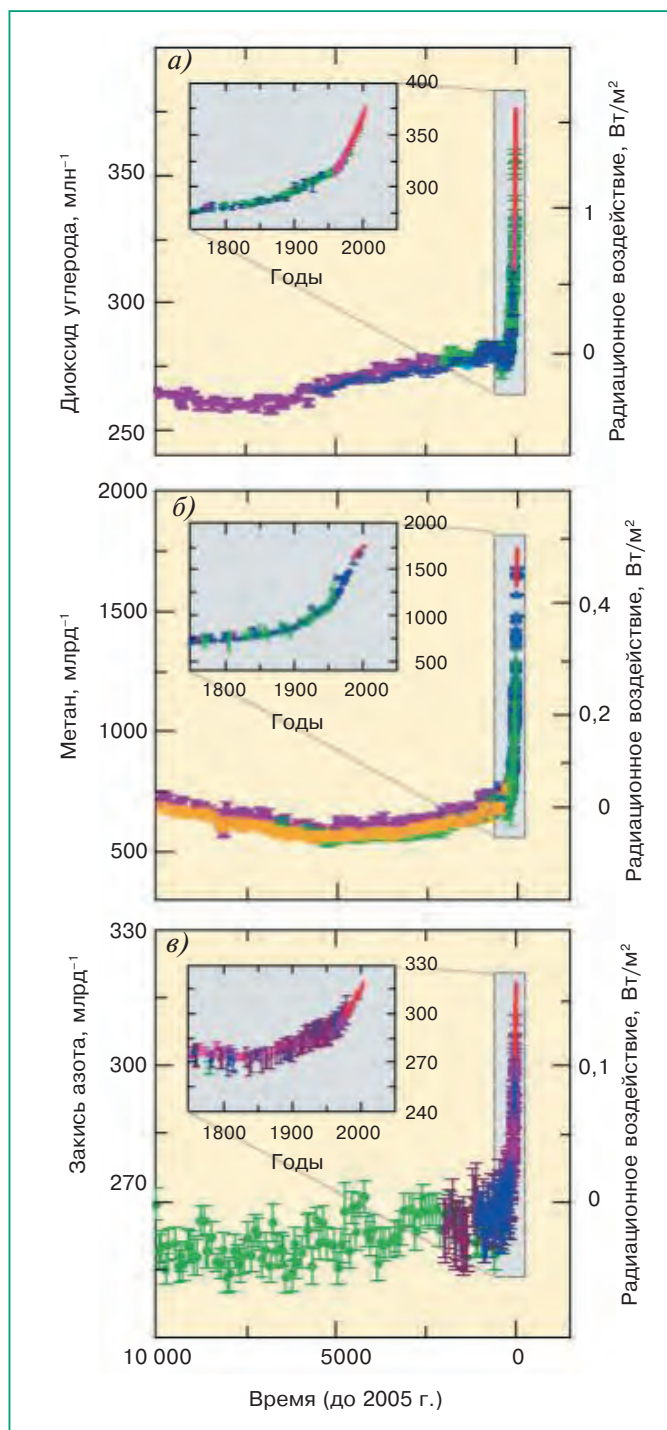 а)
400
350
300
1800 1900 2000
Годы
350
300
250
Диоксид углерода, млн⁻¹
1
0
Радиационное воздействие, Вт/м²
б)
2000
1500
1000
500
1800 1900 2000
Годы
2000
1500
1000
500
Метан, млрд⁻¹
0,4
0,2
0
Радиационное воздействие, Вт/м²
в)
330
300
270
240
1800 1900 2000
Годы
330
300
270
Закись азота, млрд⁻¹
0,1
0
Радиационное воздействие, Вт/м²
10 000 5000 0
Время (до 2005 г.)